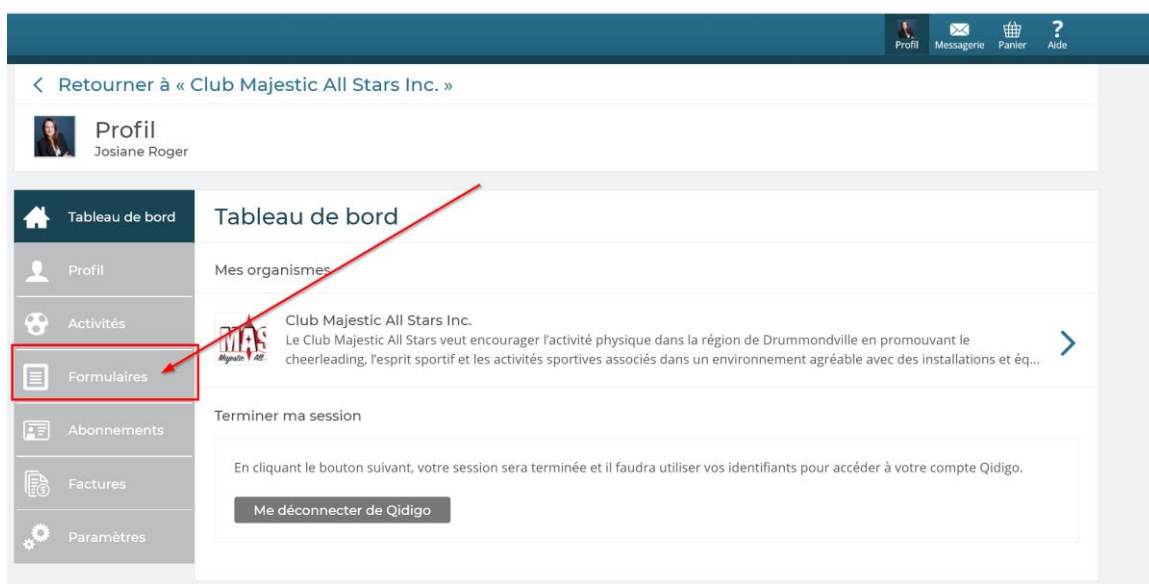 Profil Messagerie Panier Aide
Retourner à « Club Majestic All Stars Inc. »
Profil
Josiane Roger
Tableau de bord
Profil
Activités
Formulaires
Abonnements
Factures
Paramètres
Tableau de bord
Mes organismes
MAS
Majestic All.
Club Majestic All Stars Inc.
Le Club Majestic All Stars veut encourager l'activité physique dans la région de Drummondville en promouvant le
cheerleading, l'esprit sportif et les activités sportives associés dans un environnement agréable avec des installations et éq...
Terminer ma session
En cliquant le bouton suivant, votre session sera terminée et il faudra utiliser vos identifiants pour accéder à votre compte Qidigo.
Me déconnecter de Qidigo